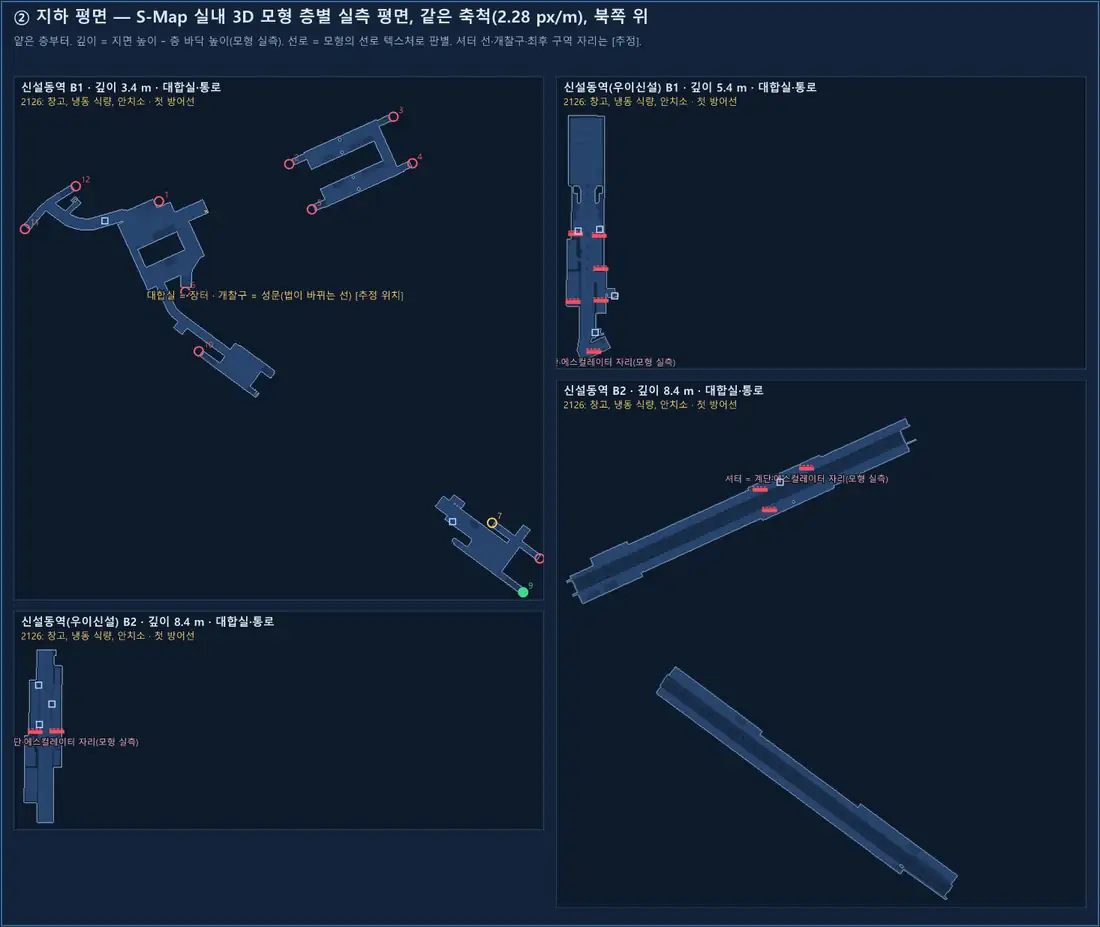 ② 지하 평면 — S-Map 실내 3D 모형 층별 실측 평면, 같은 축척(2.28 px/m), 북쪽 위
얕은 층부터. 깊이 = 지면 높이 – 층 바닥 높이(모형 실측). 선로 = 모형의 선로 텍스처로 판별. 셔터 선·개찰구·최후 구역 자리는 [추정].
신설동역 B1 · 깊이 3.4 m · 대합실·통로
2126: 창고, 냉동 식량, 안치소 · 첫 방어선
3
4
12
1
대합실 = 장터 · 개찰구 = 성문(법이 바뀌는 선) [추정 위치]
10
7
9
신설동역(우이신설) B1 · 깊이 5.4 m · 대합실·통로
2126: 창고, 냉동 식량, 안치소 · 첫 방어선
에스컬레이터 자리(모형 실측)
신설동역 B2 · 깊이 8.4 m · 대합실·통로
2126: 창고, 냉동 식량, 안치소 · 첫 방어선
셔터 = 계단·에스컬레이터 자리(모형 실측)
신설동역(우이신설) B2 · 깊이 8.4 m · 대합실·통로
2126: 창고, 냉동 식량, 안치소 · 첫 방어선
단·에스컬레이터 자리(모형 실측)